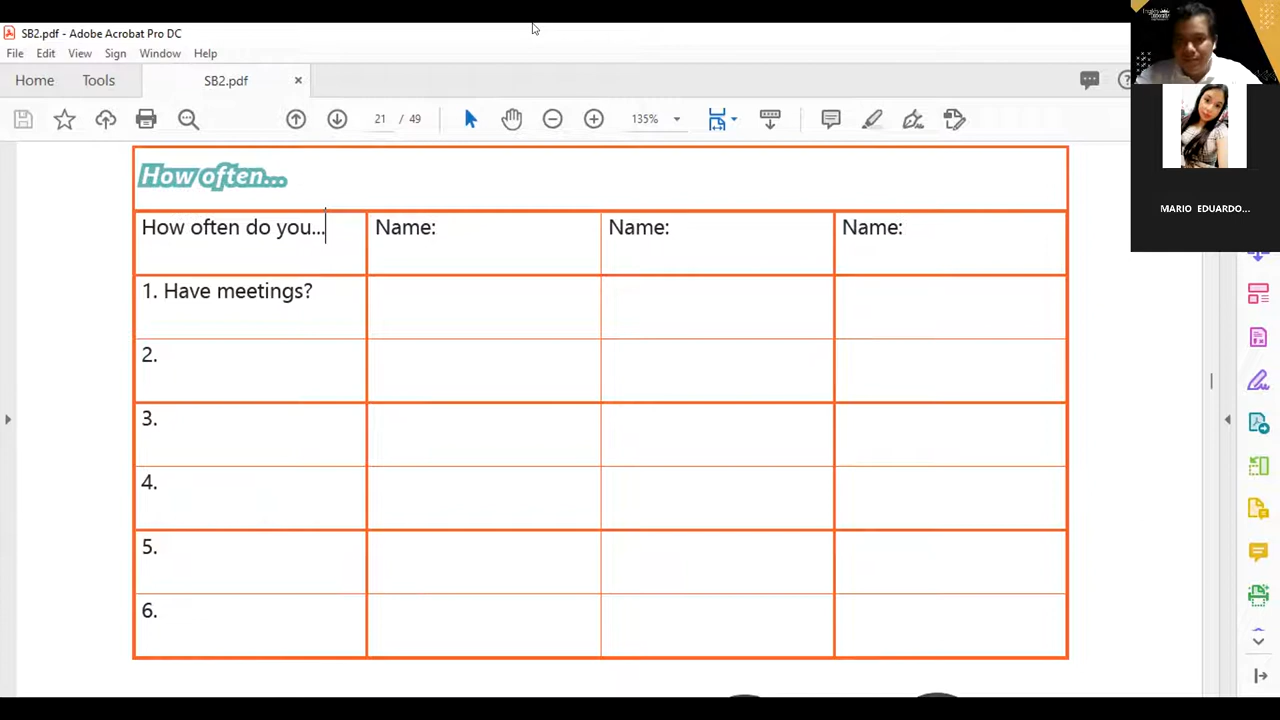 SB2.pdf - Adobe Acrobat Pro DC
File Edit View Sign Window Help
Home Tools SB2.pdf ×
21 / 49 135%
How often...
How often do you... Name: Name: Name:
1. Have meetings?
2.
3.
4.
5.
6.
MARIO EDUARDO...